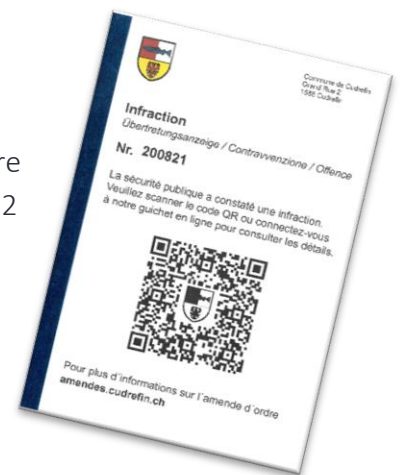 re
2
Commune de Cudrefin
Grand Rue 2
1588 Cudrefin
Infraction
Übertretungsanzeige / Contravvenzione / Offence
Nr. 200821
La sécurité publique a constaté une infraction.
Veuillez scanner le code QR ou connectez-vous
à notre guichet en ligne pour consulter les détails.
Pour plus d'informations sur l'amende d'ordre
amendes.cudrefin.ch